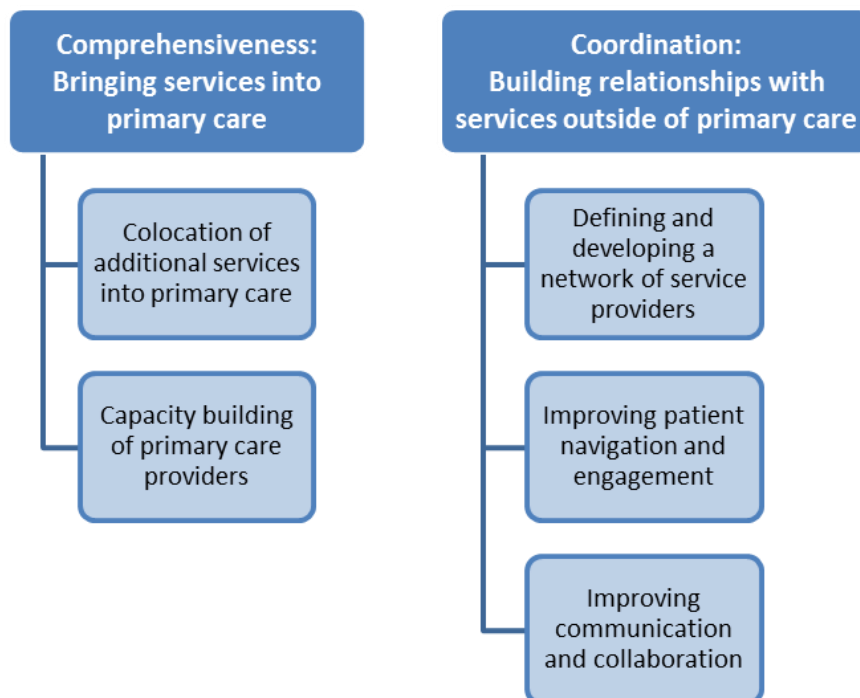 Comprehensiveness:
Bringing services into
primary care
Colocation of
additional services
into primary care
Capacity building
of primary care
providers
Coordination:
Building relationships with
services outside of primary care
Defining and
developing a
network of service
providers
Improving patient
navigation and
engagement
Improving
communication
and collaboration